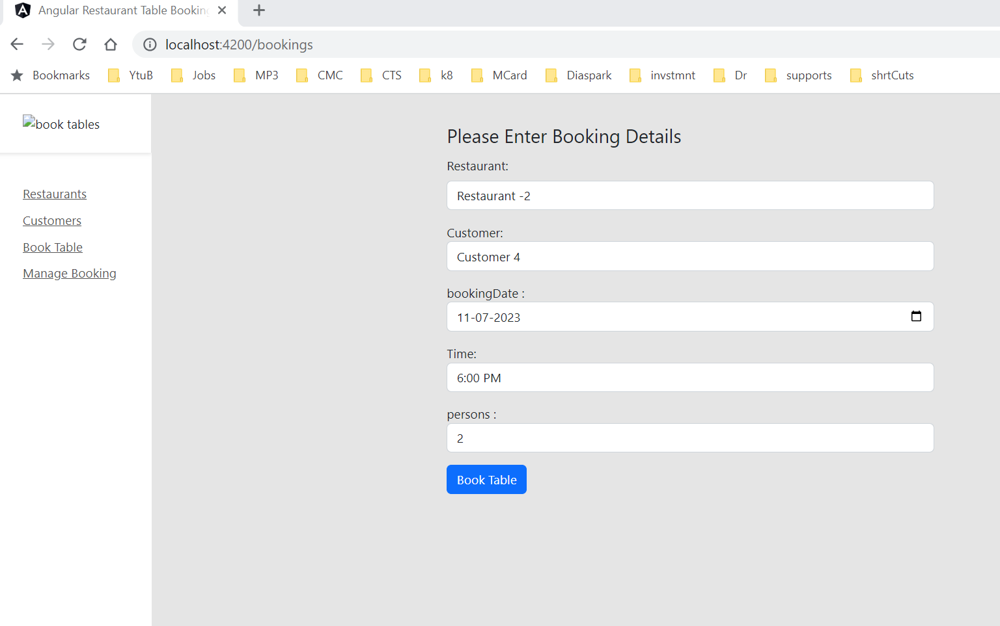 Angular Restaurant Table Bookin
localhost:4200/bookings
Bookmarks YtuB Jobs MP3 CMC CTS k8 MCard Diaspark invstmnt Dr supports shrtCuts
book tables
Restaurants
Customers
Book Table
Manage Booking
Please Enter Booking Details
Restaurant:
Restaurant -2
Customer:
Customer 4
bookingDate :
11-07-2023
Time:
6:00 PM
persons :
2
Book Table